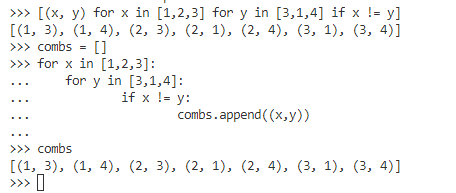 >>> [(x, y) for x in [1,2,3] for y in [3,1,4] if x != y]
[(1, 3), (1, 4), (2, 3), (2, 1), (2, 4), (3, 1), (3, 4)]
>>> combs = []
>>> for x in [1,2,3]:
...     for y in [3,1,4]:
...             if x != y:
...                     combs.append((x,y))
...
>>> combs
[(1, 3), (1, 4), (2, 3), (2, 1), (2, 4), (3, 1), (3, 4)]
>>>